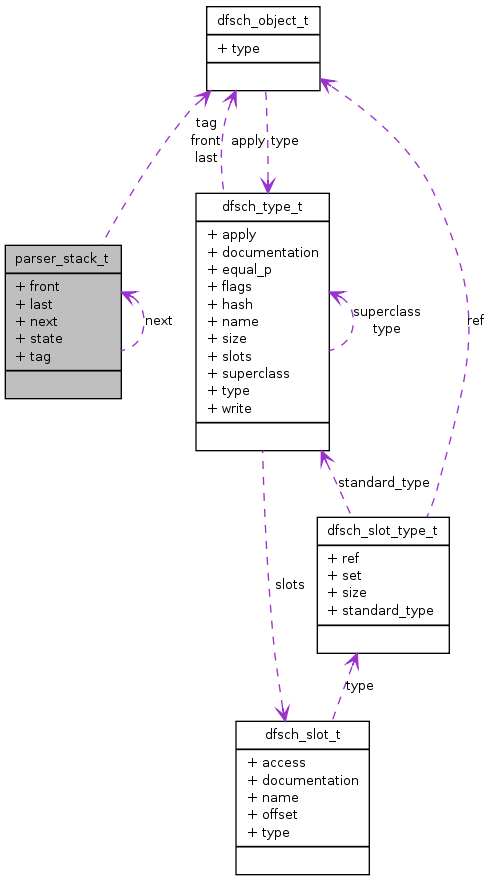 dfsch_object_t
+ type
tag
front
last
apply
type
dfsch_type_t
+ apply
+ documentation
+ equal_p
+ flags
+ hash
+ name
+ size
+ slots
+ superclass
+ type
+ write
parser_stack_t
+ front
+ last
+ next
+ state
+ tag
next
superclass
type
ref
standard_type
dfsch_slot_type_t
+ ref
+ set
+ size
+ standard_type
slots
type
dfsch_slot_t
+ access
+ documentation
+ name
+ offset
+ type